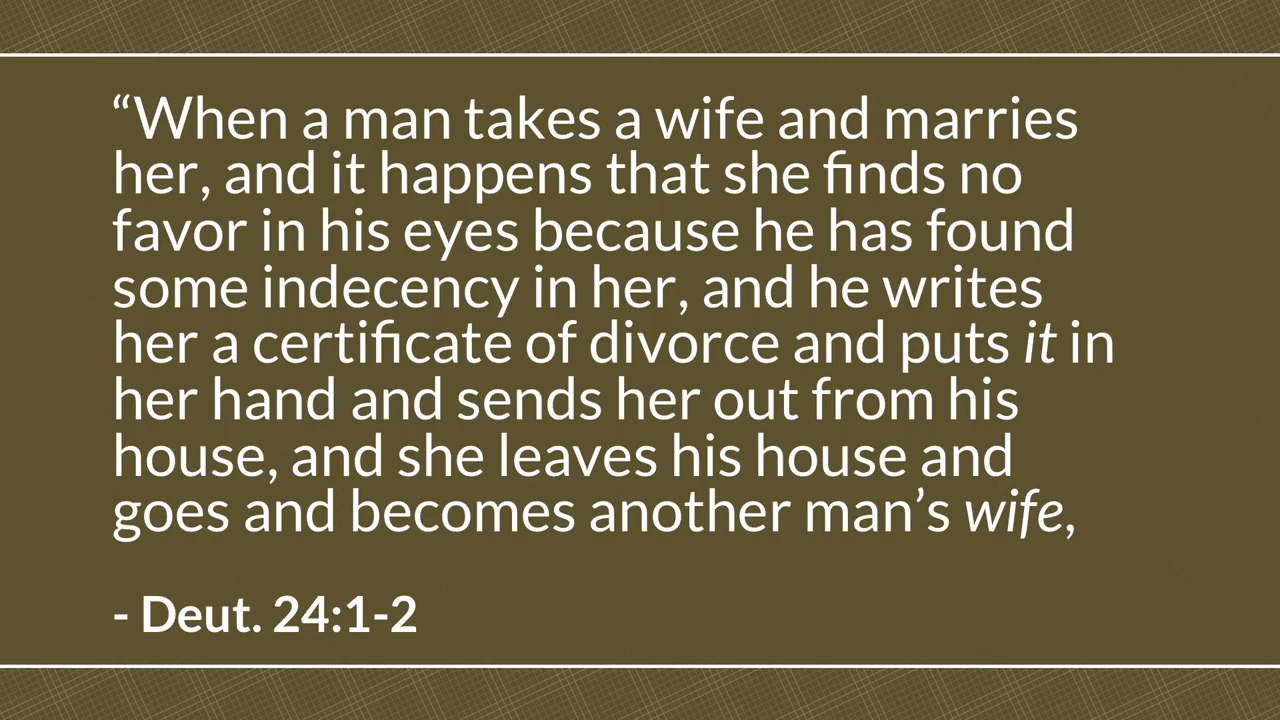 “When a man takes a wife and marries
her, and it happens that she finds no
favor in his eyes because he has found
some indecency in her, and he writes
her a certificate of divorce and puts it in
her hand and sends her out from his
house, and she leaves his house and
goes and becomes another man’s wife,
- Deut. 24:1-2